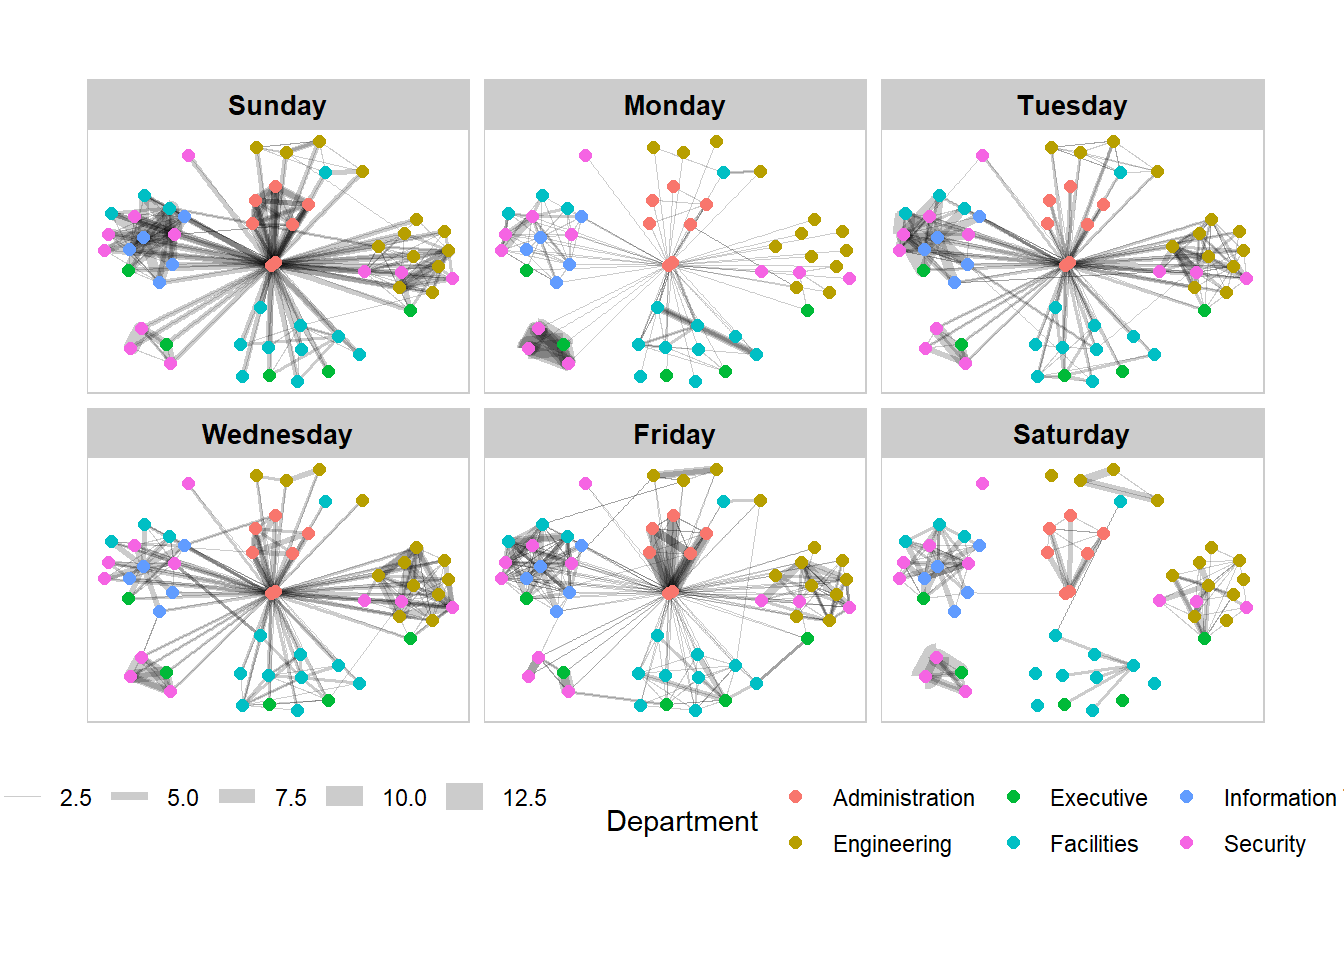 Sunday
Monday
Tuesday
Wednesday
Friday
Saturday
2.5
5.0
7.5
10.0
12.5
Department
Administration
Executive
Information
Engineering
Facilities
Security